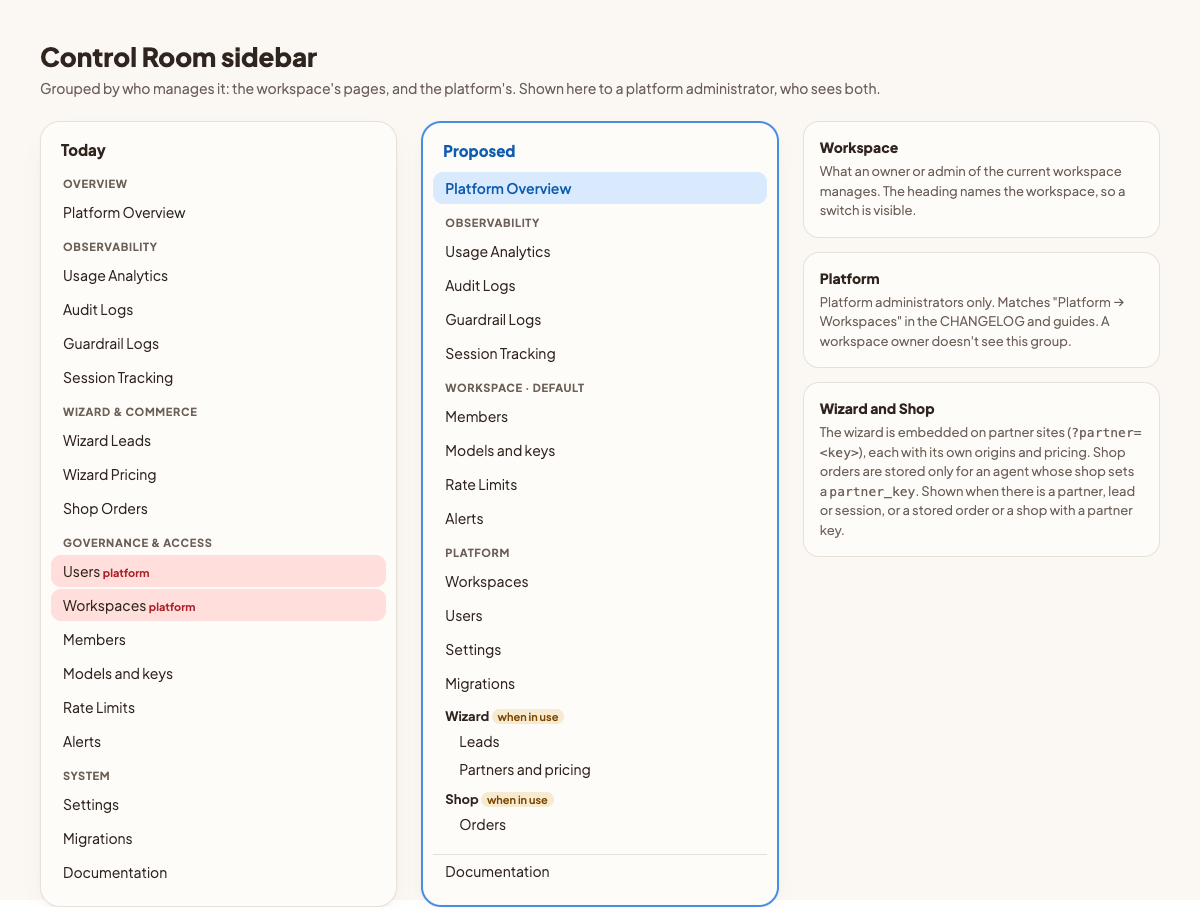 Control Room sidebar
Grouped by who manages it: the workspace's pages, and the platform's. Shown here to a platform administrator, who sees both.
Today
OVERVIEW
Platform Overview
OBSERVABILITY
Usage Analytics
Audit Logs
Guardrail Logs
Session Tracking
WIZARD & COMMERCE
Wizard Leads
Wizard Pricing
Shop Orders
GOVERNANCE & ACCESS
Users platform
Workspaces platform
Members
Models and keys
Rate Limits
Alerts
SYSTEM
Settings
Migrations
Documentation
Proposed
Platform Overview
OBSERVABILITY
Usage Analytics
Audit Logs
Guardrail Logs
Session Tracking
WORKSPACE · DEFAULT
Members
Models and keys
Rate Limits
Alerts
PLATFORM
Workspaces
Users
Settings
Migrations
Wizard when in use
Leads
Partners and pricing
Shop when in use
Orders
Documentation
Workspace
What an owner or admin of the current workspace
manages. The heading names the workspace, so a
switch is visible.
Platform
Platform administrators only. Matches "Platform →
Workspaces" in the CHANGELOG and guides. A
workspace owner doesn't see this group.
Wizard and Shop
The wizard is embedded on partner sites (?partner=
<key>), each with its own origins and pricing. Shop
orders are stored only for an agent whose shop sets
a partner_key. Shown when there is a partner, lead
or session, or a stored order or a shop with a partner
key.